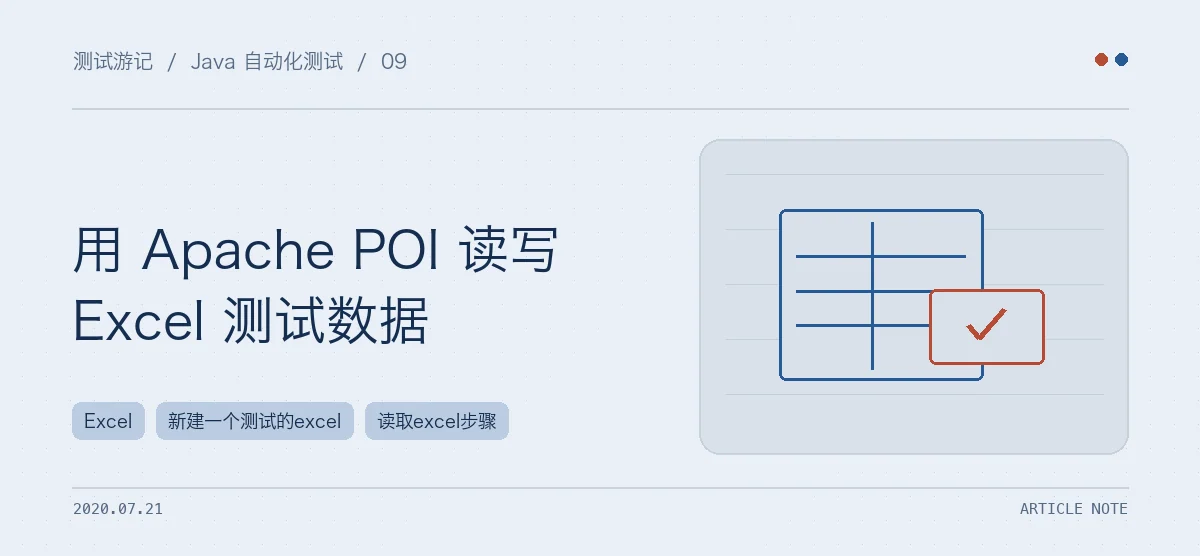 测试游记 / Java 自动化测试 / 09
用 Apache POI 读写
Excel 测试数据
Excel 新建一个测试的excel 读取excel步骤
2020.07.21 ARTICLE NOTE